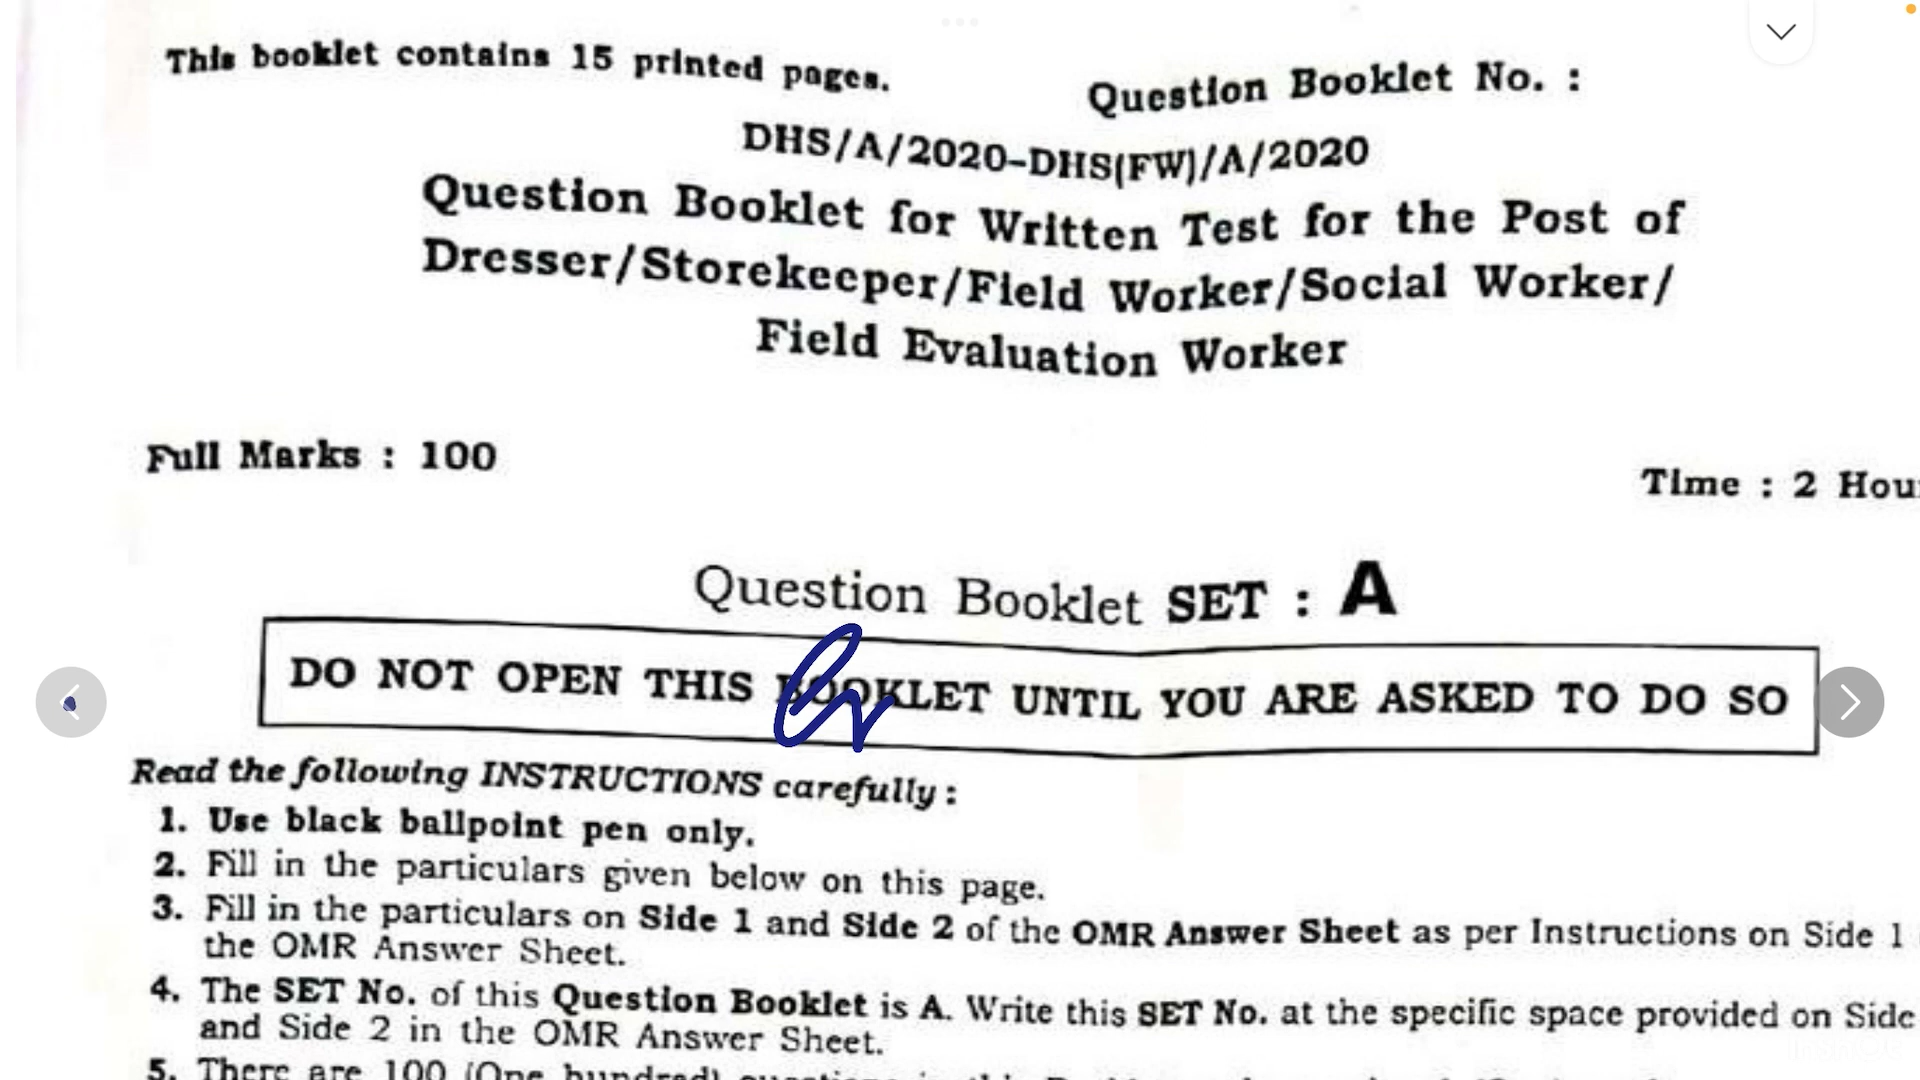 This booklet contains 15 printed pages.
Question Booklet No. :
DHS/A/2020-DHS(FW)/A/2020
Question Booklet for Written Test for the Post of
Dresser/Storekeeper/Field Worker/Social Worker/
Field Evaluation Worker
Full Marks : 100
Time : 2 Hou
Question Booklet SET : A
DO NOT OPEN THIS BOOKLET UNTIL YOU ARE ASKED TO DO SO
Read the following INSTRUCTIONS carefully :
1. Use black ballpoint pen only.
2. Fill in the particulars given below on this page.
3. Fill in the particulars on Side 1 and Side 2 of the OMR Answer Sheet as per Instructions on Side 1
the OMR Answer Sheet.
4. The SET No. of this Question Booklet is A. Write this SET No. at the specific space provided on Side
and Side 2 in the OMR Answer Sheet.
5. There are 100 (One hundred) questions in this